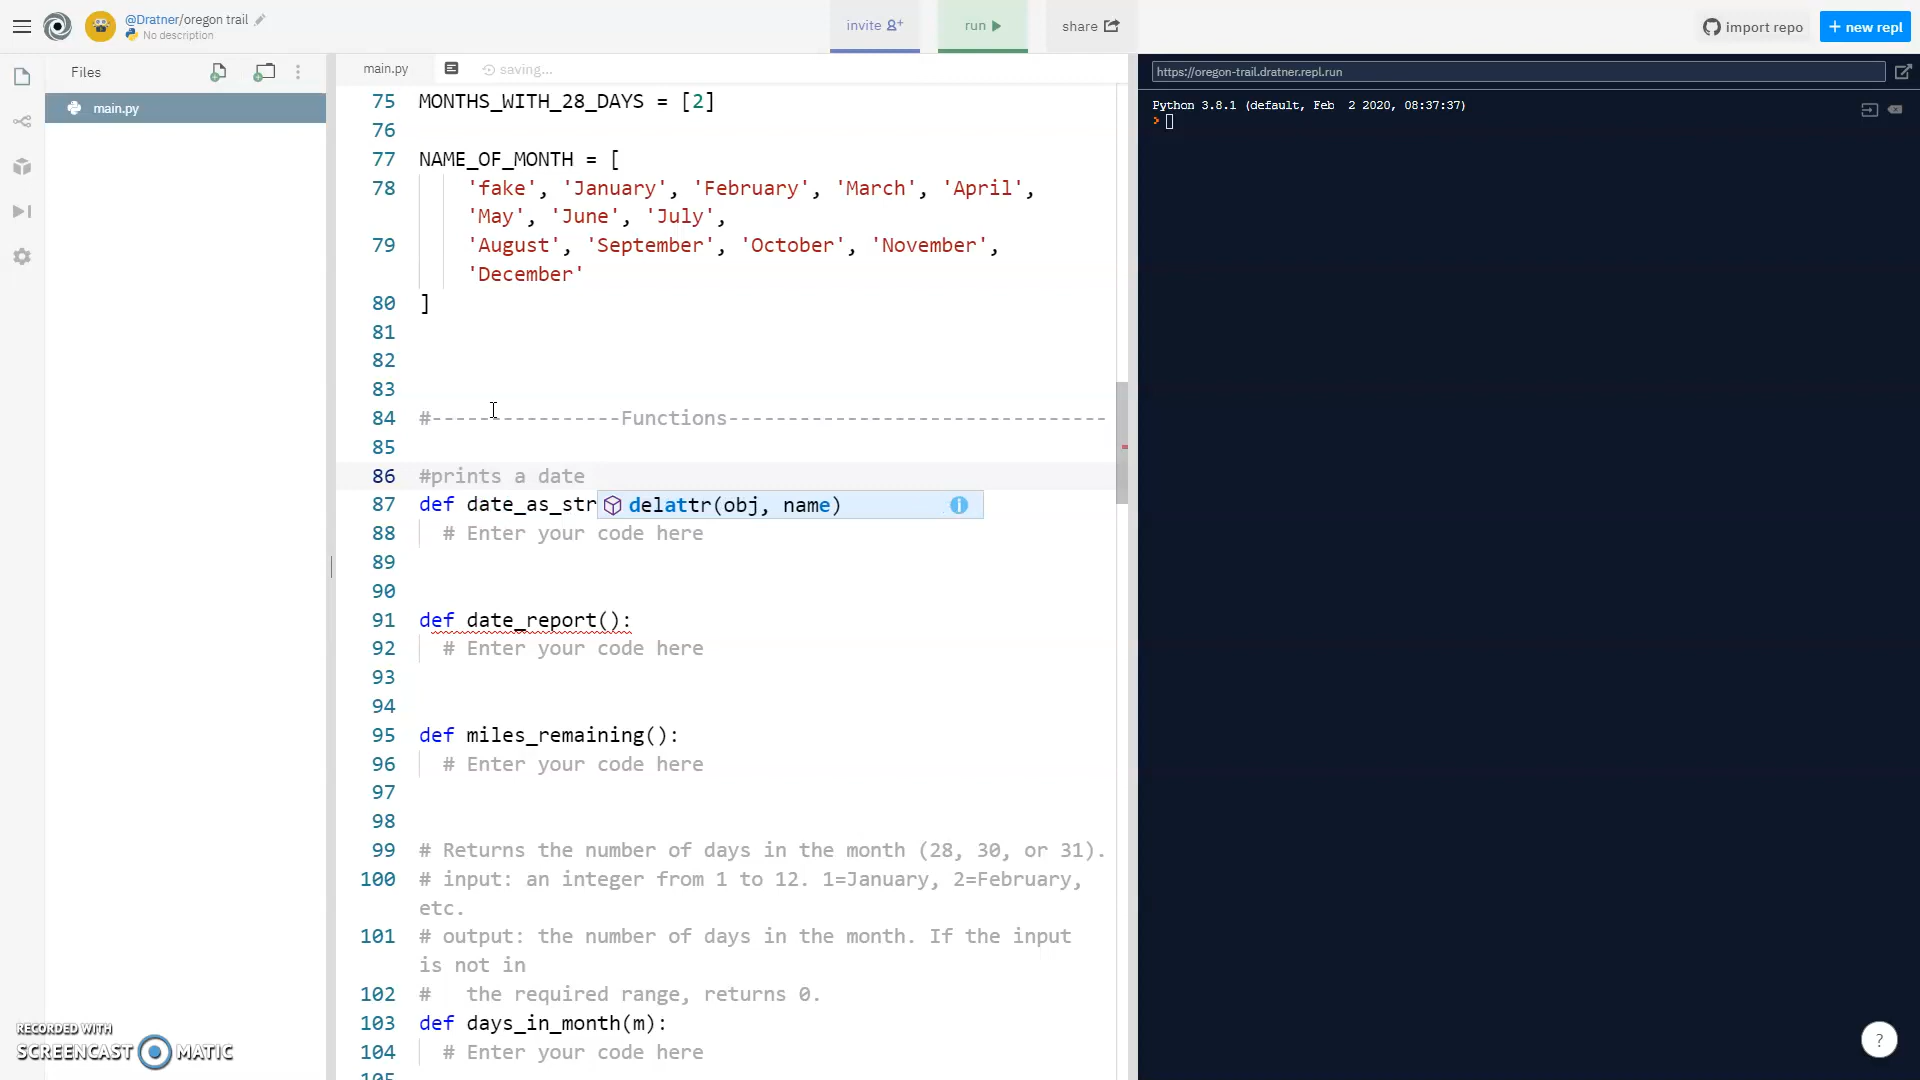 @Dratner/oregon trail
No description
invite
run
share
import repo
+ new repl
Files
main.py
main.py
saving...
https://oregon-trail.dratner.repl.run
Python 3.8.1 (default, Feb  2 2020, 08:37:37)
>
75 MONTHS_WITH_28_DAYS = [2]
76
77 NAME_OF_MONTH = [
78 'fake', 'January', 'February', 'March', 'April',
'May', 'June', 'July',
79 'August', 'September', 'October', 'November',
'December'
80 ]
81
82
83
84 #----------------Functions--------------------------------
85
86 #prints a date
87 def date_as_str
delattr(obj, name)
88 # Enter your code here
89
90
91 def date_report():
92 # Enter your code here
93
94
95 def miles_remaining():
96 # Enter your code here
97
98
99 # Returns the number of days in the month (28, 30, or 31).
100 # input: an integer from 1 to 12. 1=January, 2=February,
etc.
101 # output: the number of days in the month. If the input
is not in
102 #   the required range, returns 0.
103 def days_in_month(m):
104 # Enter your code here
105
RECORDED WITH
SCREENCAST MATIC
?